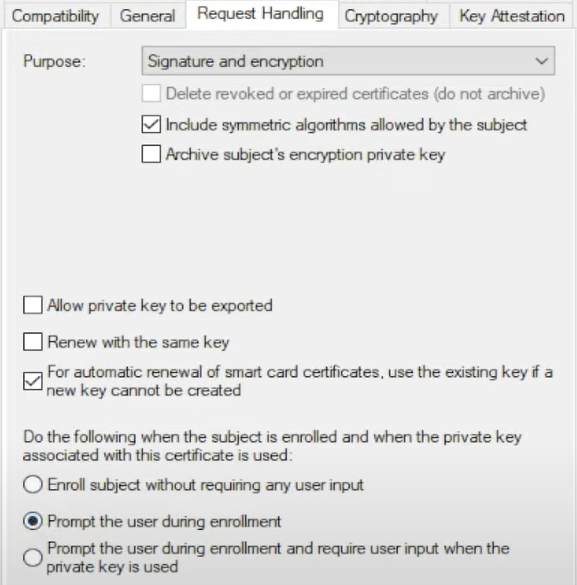 Compatibility General Request Handling Cryptography Key Attestation
Purpose: Signature and encryption
Delete revoked or expired certificates (do not archive)
Include symmetric algorithms allowed by the subject
Archive subject's encryption private key
Allow private key to be exported
Renew with the same key
For automatic renewal of smart card certificates, use the existing key if a
new key cannot be created
Do the following when the subject is enrolled and when the private key
associated with this certificate is used:
Enroll subject without requiring any user input
Prompt the user during enrollment
Prompt the user during enrollment and require user input when the
private key is used